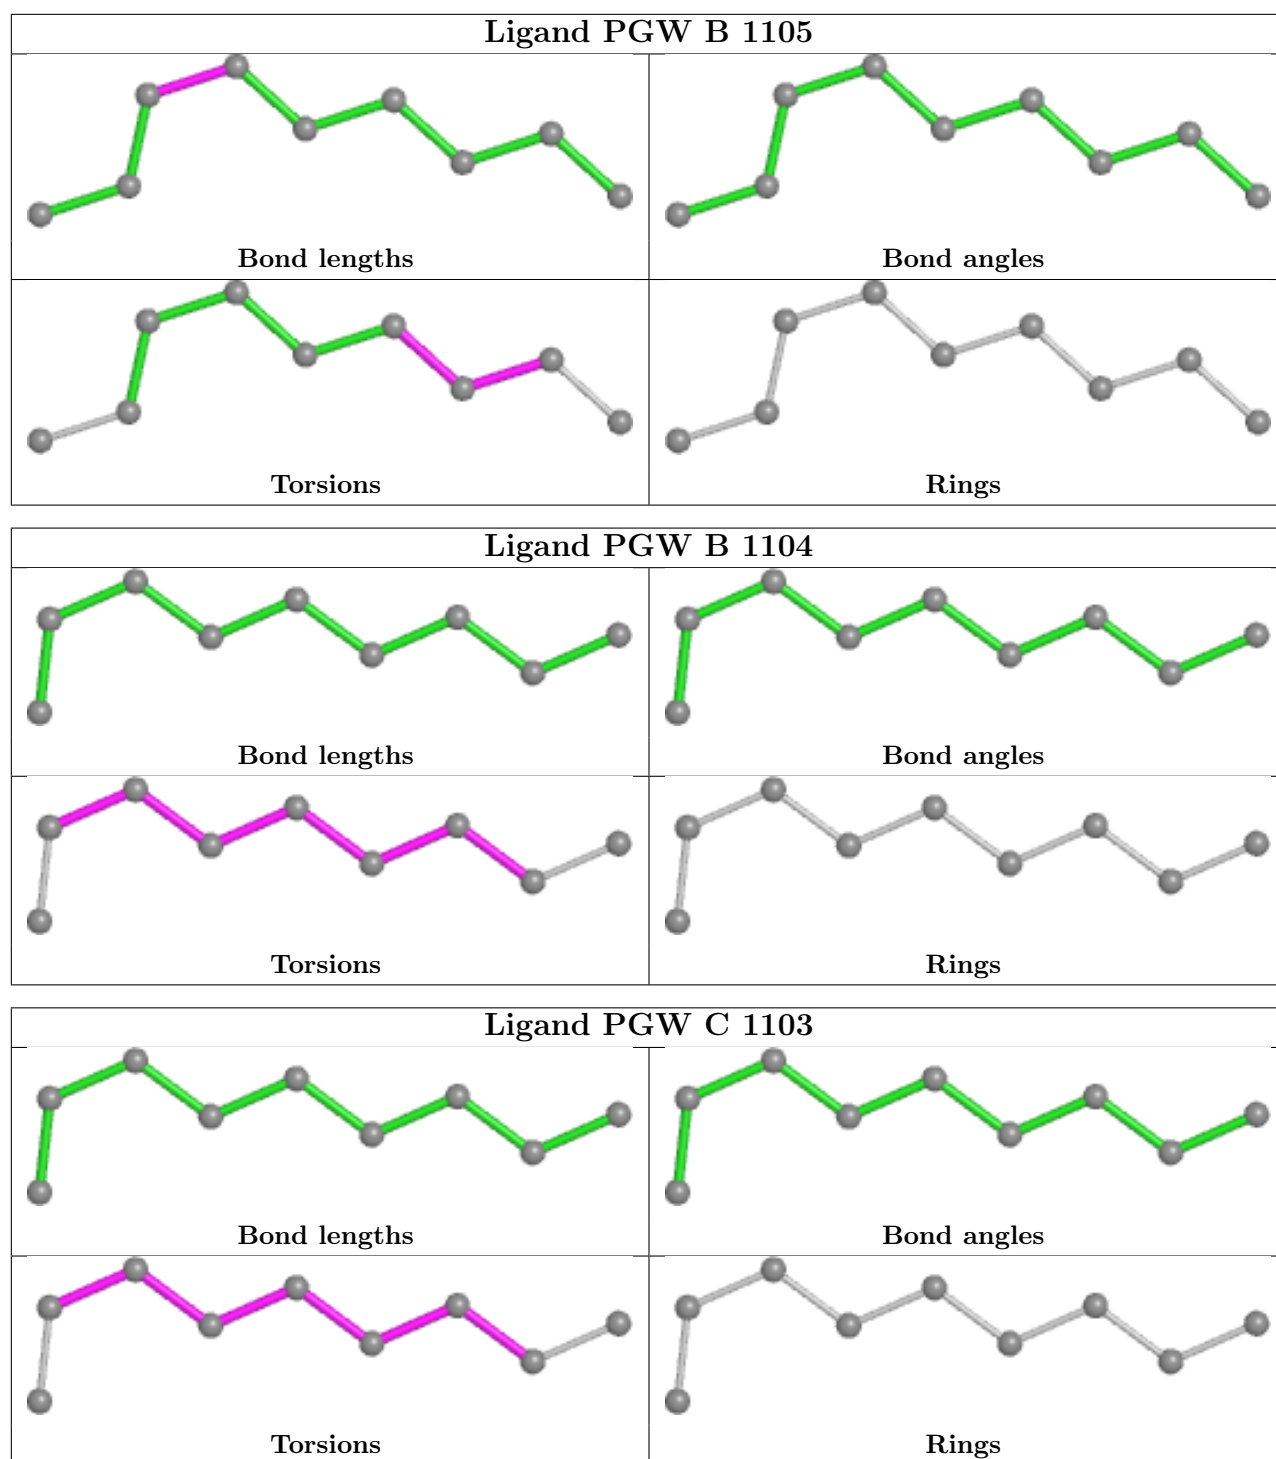 Ligand PGW B 1105
Bond lengths
Bond angles
Torsions
Rings
Ligand PGW B 1104
Bond lengths
Bond angles
Torsions
Rings
Ligand PGW C 1103
Bond lengths
Bond angles
Torsions
Rings